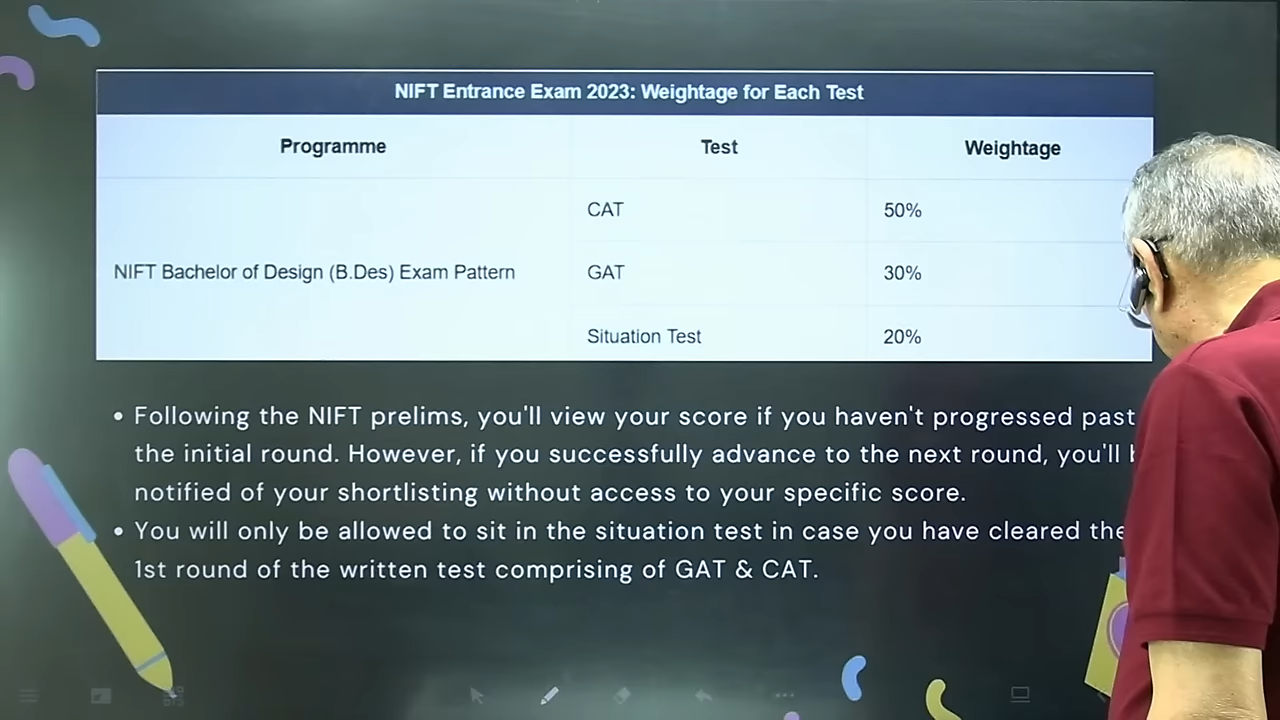 NIFT Entrance Exam 2023: Weightage for Each Test
Programme Test Weightage
CAT 50%
NIFT Bachelor of Design (B.Des) Exam Pattern GAT 30%
Situation Test 20%
• Following the NIFT prelims, you'll view your score if you haven't progressed past
the initial round. However, if you successfully advance to the next round, you'll
notified of your shortlisting without access to your specific score.
• You will only be allowed to sit in the situation test in case you have cleared the
1st round of the written test comprising of GAT & CAT.